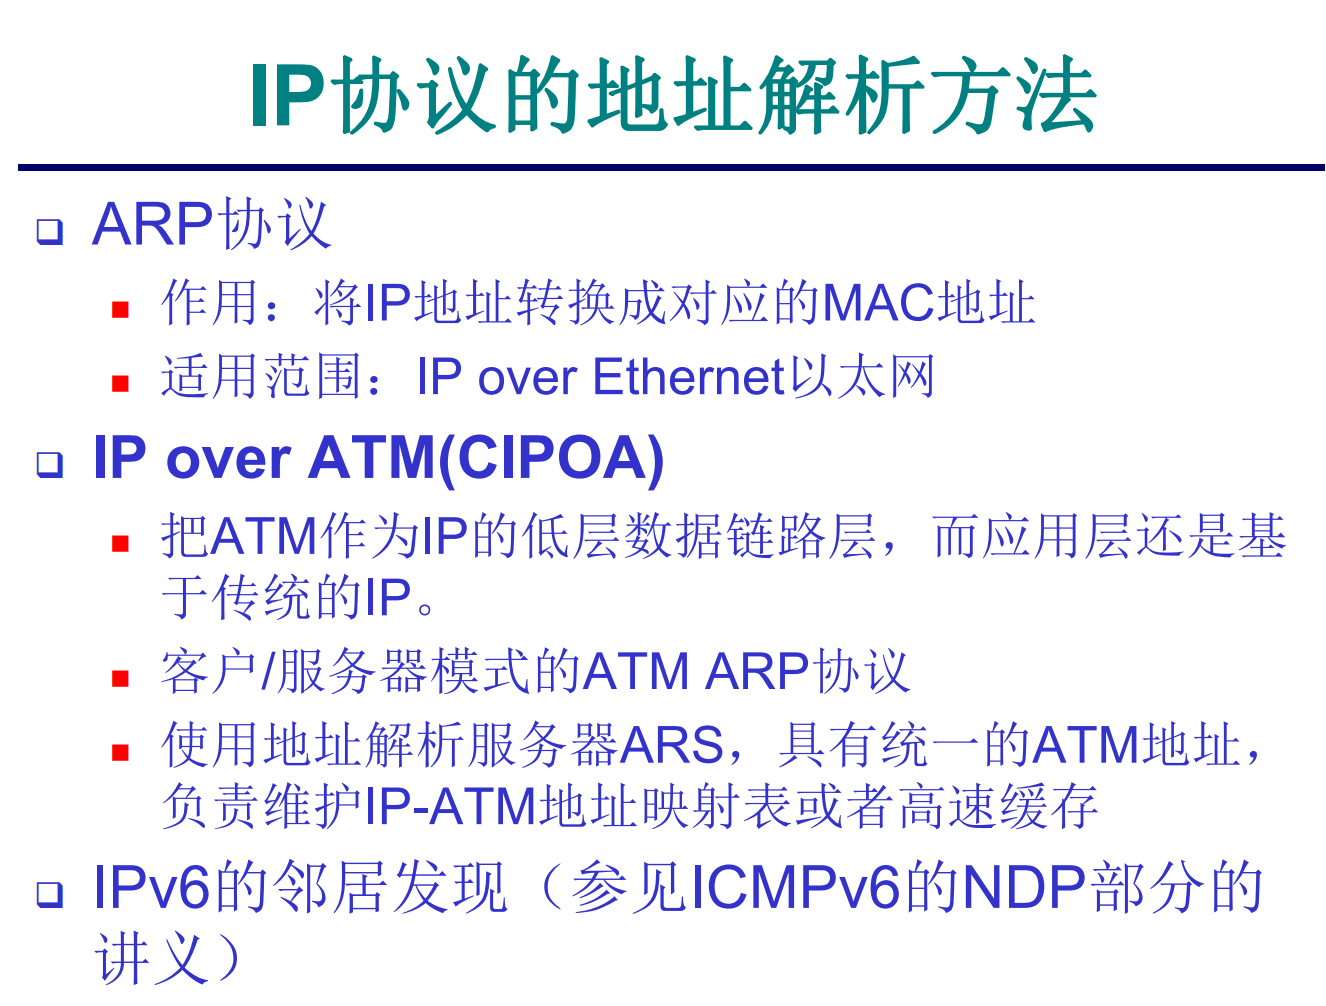 IP协议的地址解析方法
ARP协议
作用：将IP地址转换成对应的MAC地址
适用范围：IP over Ethernet以太网
IP over ATM(CIPOA)
把ATM作为IP的低层数据链路层，而应用层还是基
于传统的IP。
客户/服务器模式的ATM ARP协议
使用地址解析服务器ARS，具有统一的ATM地址，
负责维护IP-ATM地址映射表或者高速缓存
IPv6的邻居发现（参见ICMPv6的NDP部分的
讲义）